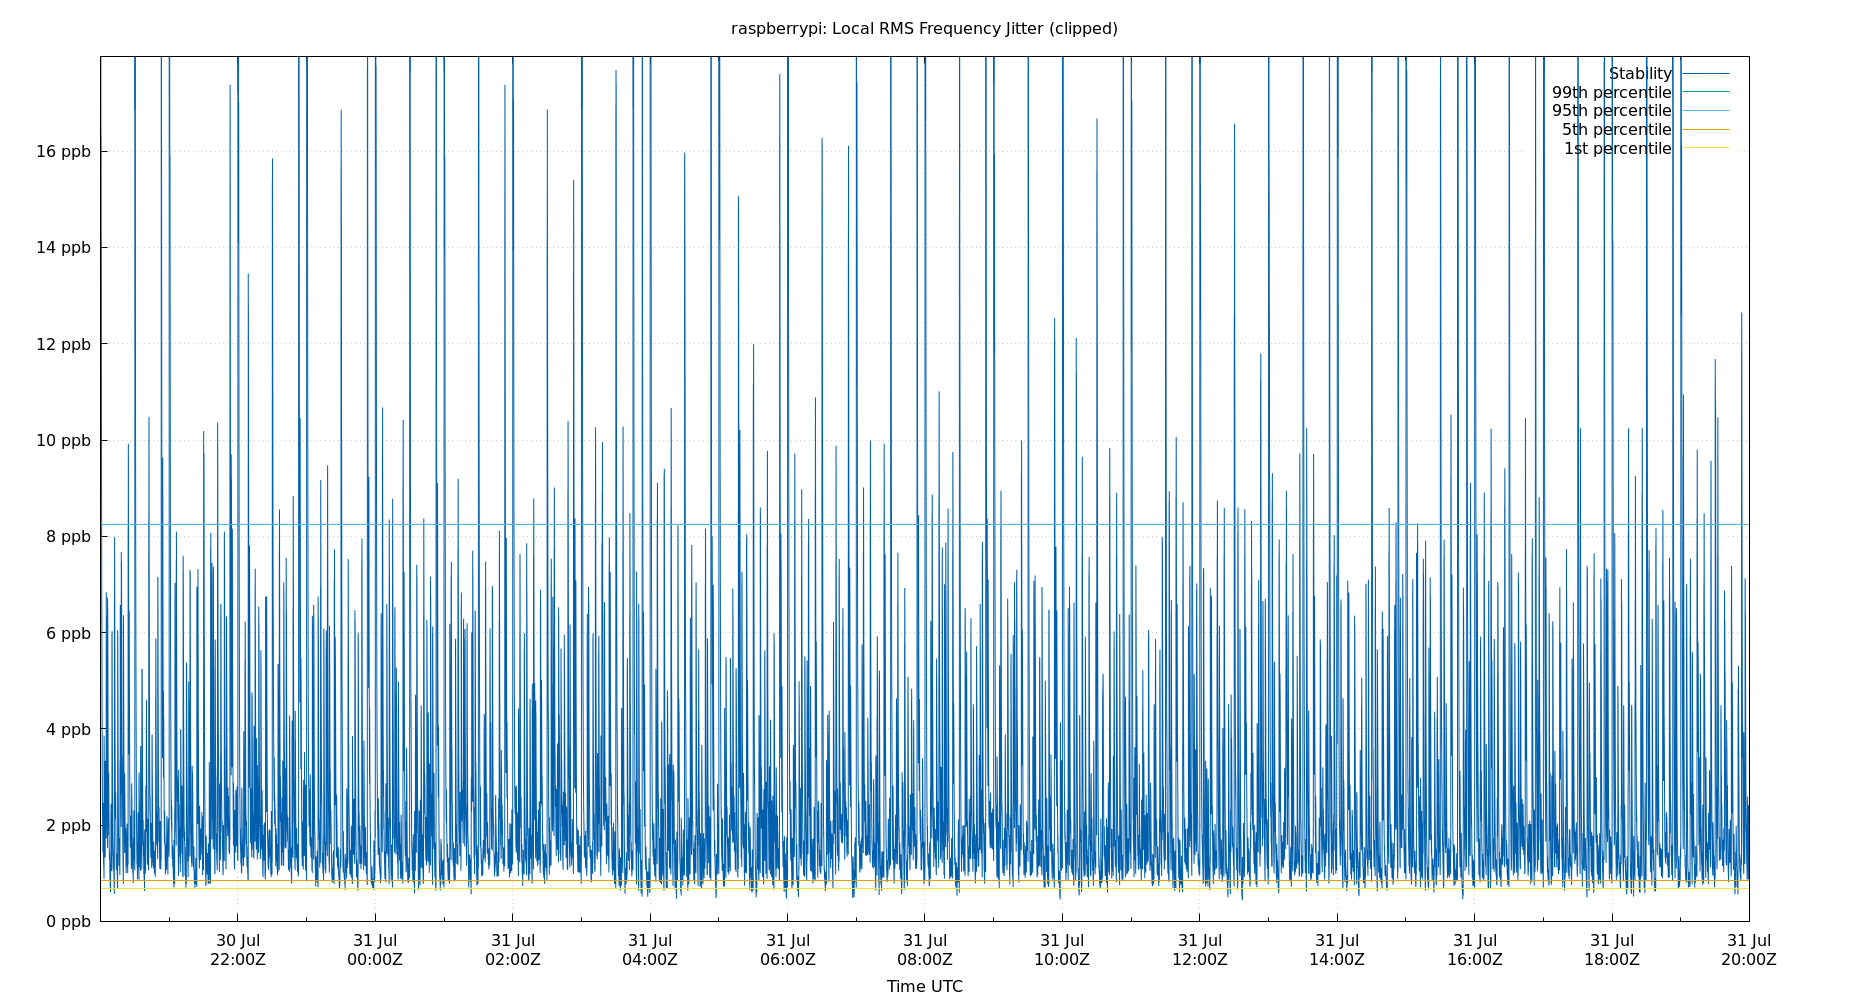 raspberrypi: Local RMS Frequency Jitter (clipped)
Stability
99th percentile
95th percentile
5th percentile
1st percentile
16 ppb
14 ppb
12 ppb
10 ppb
8 ppb
6 ppb
4 ppb
2 ppb
0 ppb
30 Jul 31 Jul 31 Jul 31 Jul 31 Jul 31 Jul 31 Jul 31 Jul 31 Jul 31 Jul 31 Jul 31 Jul
22:00Z 00:00Z 02:00Z 04:00Z 06:00Z 08:00Z 10:00Z 12:00Z 14:00Z 16:00Z 18:00Z 20:00Z
Time UTC